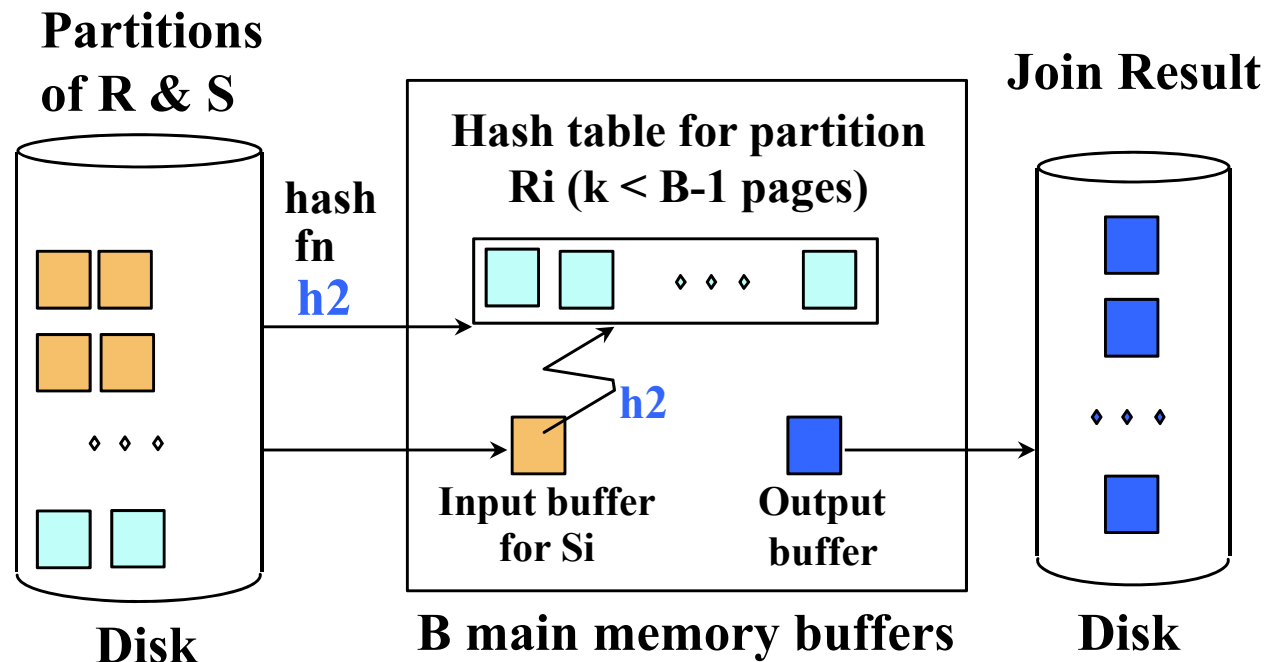 Partitions
of R & S
hash
fn
h2
Hash table for partition
Ri (k < B-1 pages)
h2
Input buffer
for Si
Output
buffer
B main memory buffers
Disk
Join Result
Disk